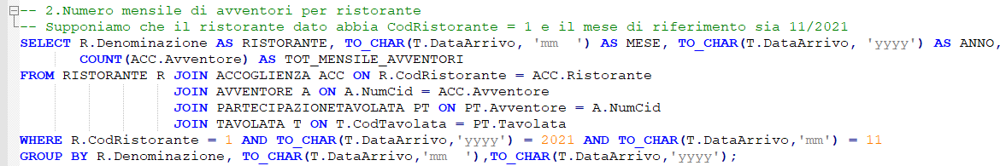 -- 2.Numero mensile di avventori per ristorante
-- Supponiamo che il ristorante dato abbia CodRistorante = 1 e il mese di riferimento sia 11/2021
SELECT R.Denominazione AS RISTORANTE, TO_CHAR(T.DataArrivo, 'mm  ') AS MESE, TO_CHAR(T.DataArrivo, 'yyyy') AS ANNO,
COUNT(ACC.Avventore) AS TOT_MENSILE_AVVENTORI
FROM RISTORANTE R JOIN ACCOGLIENZA ACC ON R.CodRistorante = ACC.Ristorante
JOIN AVVENTORE A ON A.NumCid = ACC.Avventore
JOIN PARTECIPAZIONETAVOLATA PT ON PT.Avventore = A.NumCid
JOIN TAVOLATA T ON T.CodTavolata = PT.Tavolata
WHERE R.CodRistorante = 1 AND TO_CHAR(T.DataArrivo,'yyyy') = 2021 AND TO_CHAR(T.DataArrivo,'mm') = 11
GROUP BY R.Denominazione, TO_CHAR(T.DataArrivo,'mm  '),TO_CHAR(T.DataArrivo,'yyyy');